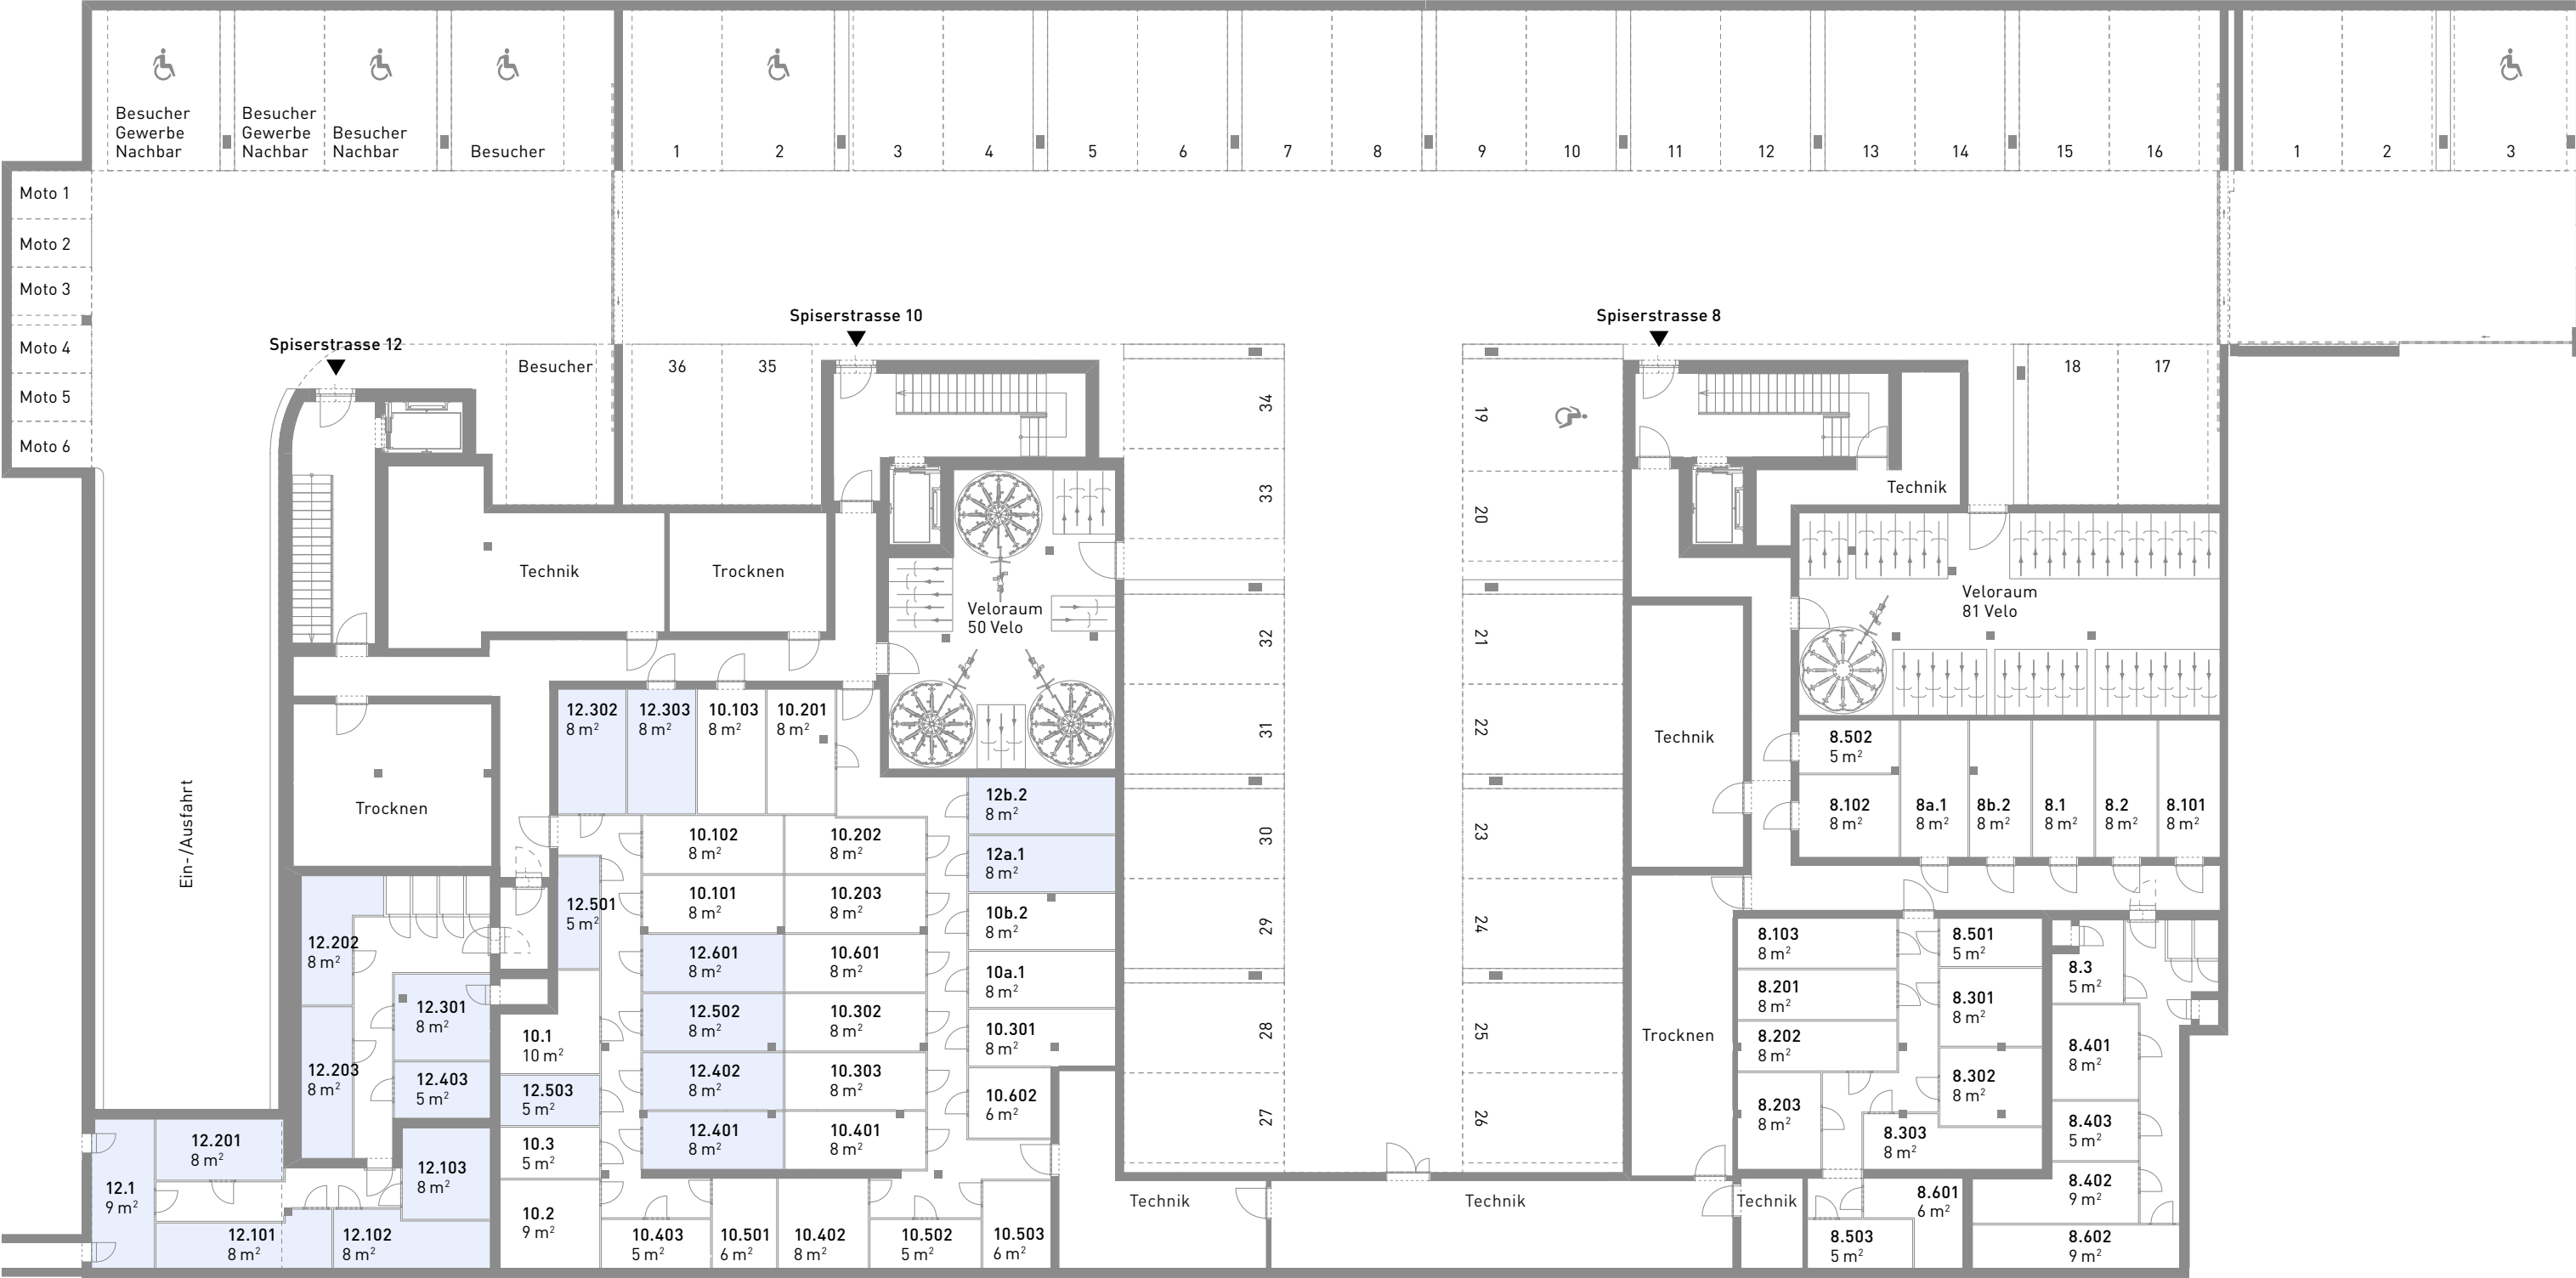 Besucher
Gewerbe
Nachbar
Besucher
Gewerbe
Nachbar
Besucher
Nachbar
Besucher
1
2
3
4
5
6
7
8
9
10
11
12
13
14
15
16
1
2
3
Moto 1
Moto 2
Moto 3
Moto 4
Moto 5
Moto 6
Spiserstrasse 12
Spiserstrasse 10
Spiserstrasse 8
Besucher
36
35
34
33
32
31
30
29
28
27
19
20
21
22
23
24
25
26
18
17
Technik
Trocknen
Veloraum
50 Velo
Technik
Veloraum
81 Velo
Ein-/Ausfahrt
Trocknen
12.302
8 m²
12.303
8 m²
10.103
8 m²
10.201
8 m²
12b.2
8 m²
12a.1
8 m²
10b.2
8 m²
10a.1
8 m²
10.301
8 m²
10.602
6 m²
10.102
8 m²
10.202
8 m²
10.101
8 m²
10.203
8 m²
12.601
8 m²
10.601
8 m²
12.502
8 m²
10.302
8 m²
12.402
8 m²
10.303
8 m²
12.401
8 m²
10.401
8 m²
12.501
5 m²
10.1
10 m²
12.503
5 m²
10.3
5 m²
10.2
9 m²
10.403
5 m²
10.501
6 m²
10.402
8 m²
10.502
5 m²
10.503
6 m²
12.202
8 m²
12.203
8 m²
12.301
8 m²
12.403
5 m²
12.103
8 m²
12.201
8 m²
12.1
9 m²
12.101
8 m²
12.102
8 m²
Technik
Technik
Technik
Technik
Trocknen
8.502
5 m²
8.102
8 m²
8a.1
8 m²
8b.2
8 m²
8.1
8 m²
8.2
8 m²
8.101
8 m²
8.103
8 m²
8.201
8 m²
8.202
8 m²
8.203
8 m²
8.501
5 m²
8.301
8 m²
8.302
8 m²
8.303
8 m²
8.3
5 m²
8.401
8 m²
8.403
5 m²
8.402
9 m²
8.602
9 m²
8.601
6 m²
8.503
5 m²